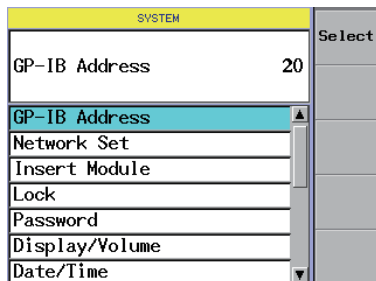 SYSTEM
Select
GP-IB Address 20
GP-IB Address
Network Set
Insert Module
Lock
Password
Display/Volume
Date/Time